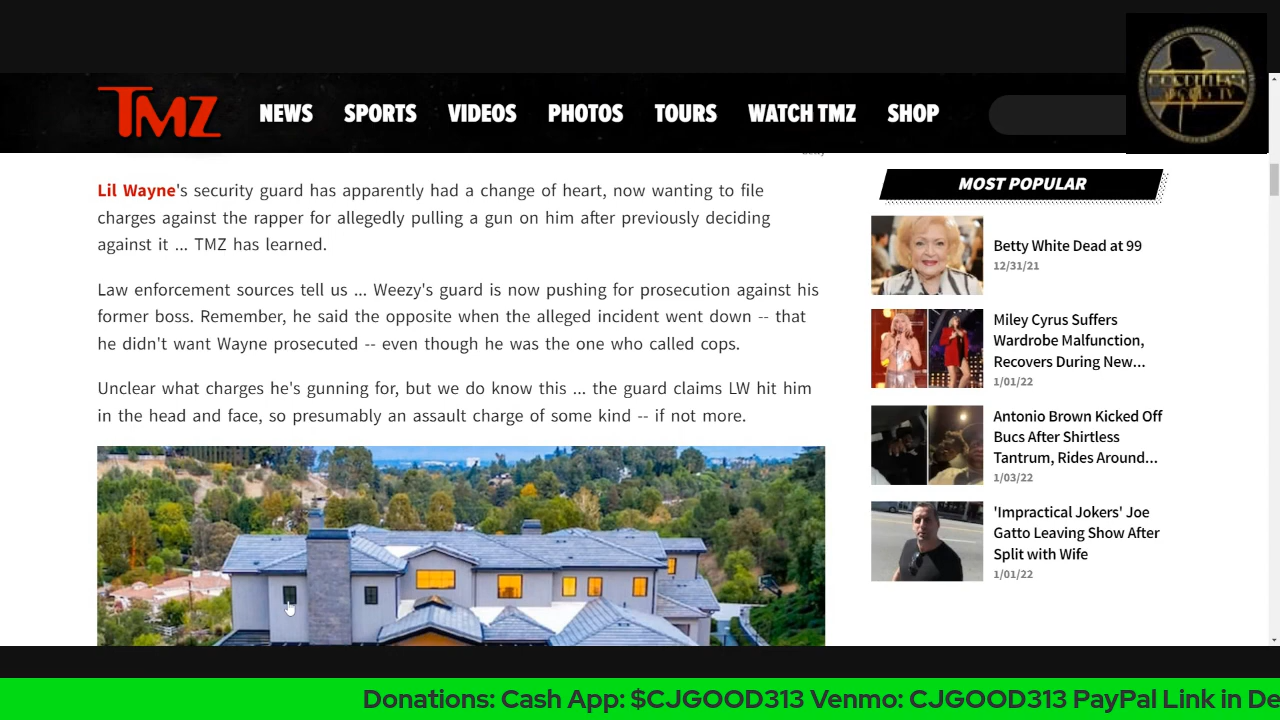 TMZ
NEWS SPORTS VIDEOS PHOTOS TOURS WATCH TMZ SHOP
Lil Wayne's security guard has apparently had a change of heart, now wanting to file
charges against the rapper for allegedly pulling a gun on him after previously deciding
against it ... TMZ has learned.
Law enforcement sources tell us ... Weezy's guard is now pushing for prosecution against his
former boss. Remember, he said the opposite when the alleged incident went down -- that
he didn't want Wayne prosecuted -- even though he was the one who called cops.
Unclear what charges he's gunning for, but we do know this ... the guard claims LW hit him
in the head and face, so presumably an assault charge of some kind -- if not more.
MOST POPULAR
Betty White Dead at 99
12/31/21
Miley Cyrus Suffers
Wardrobe Malfunction,
Recovers During New...
1/01/22
Antonio Brown Kicked Off
Bucs After Shirtless
Tantrum, Rides Around...
1/03/22
'Impractical Jokers' Joe
Gatto Leaving Show After
Split with Wife
1/01/22
Donations: Cash App: $CJGOOD313 Venmo: CJGOOD313 PayPal Link in De